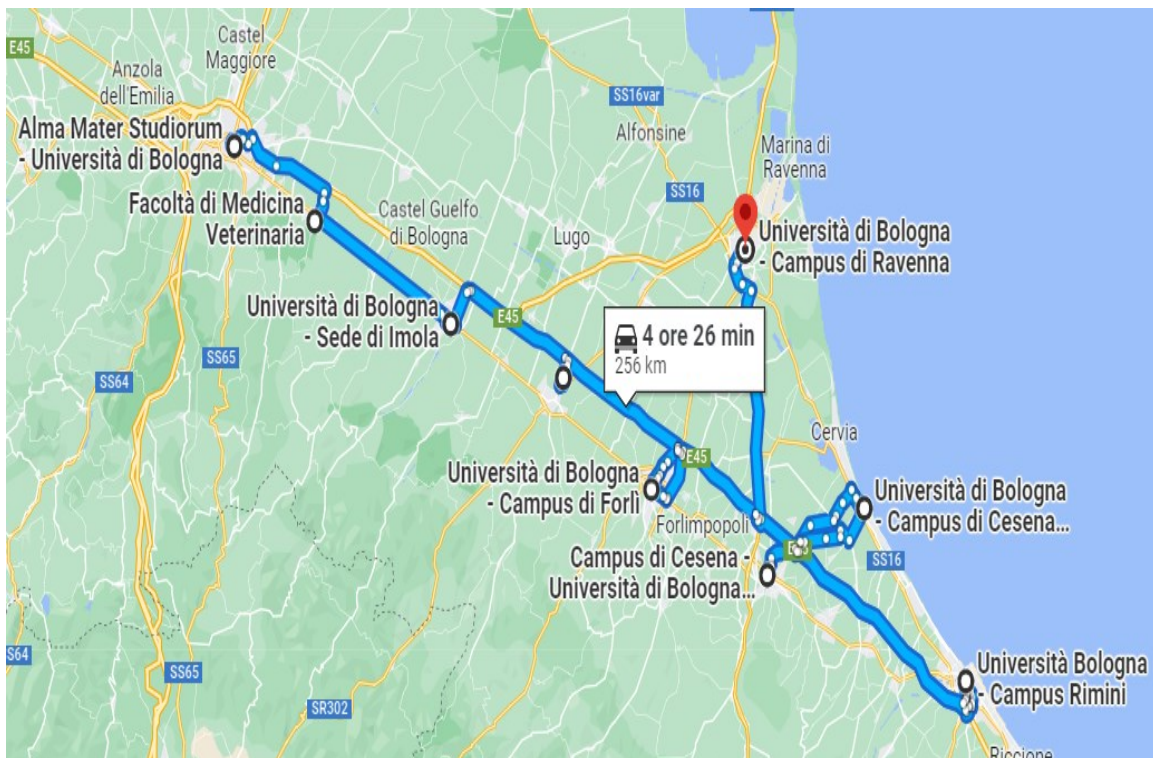 E45
Castel
Maggiore
Anzola
dell'Emilia
SS16var
Alma Mater Studiorum
- Università di Bologna
Alfonsine
Marina di
Ravenna
SS16
Facoltà di Medicina
Veterinaria
Castel Guelfo
di Bologna
Lugo
Università di Bologna
- Campus di Ravenna
Università di Bologna
- Sede di Imola
E45
4 ore 26 min
256 km
SS65
SS64
Cervia
E45
Università di Bologna
- Campus di Forlì
Forlimpopoli
Università di Bologna
- Campus di Cesena...
Campus di Cesena -
Università di Bologna...
SS16
SS65
Università Bologna
- Campus Rimini
SR302
Riccione